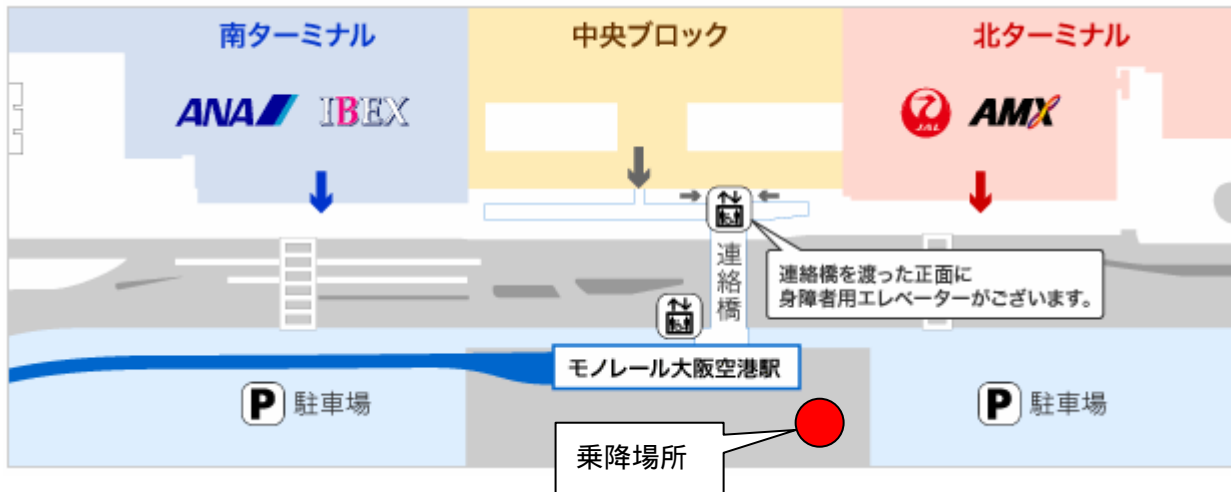 南ターミナル
中央ブロック
北ターミナル
ANA IBEX
JAL AMX
連絡橋
連絡橋を渡った正面に
身障者用エレベーターがございます。
モノレール大阪空港駅
P 駐車場
P 駐車場
乗降場所